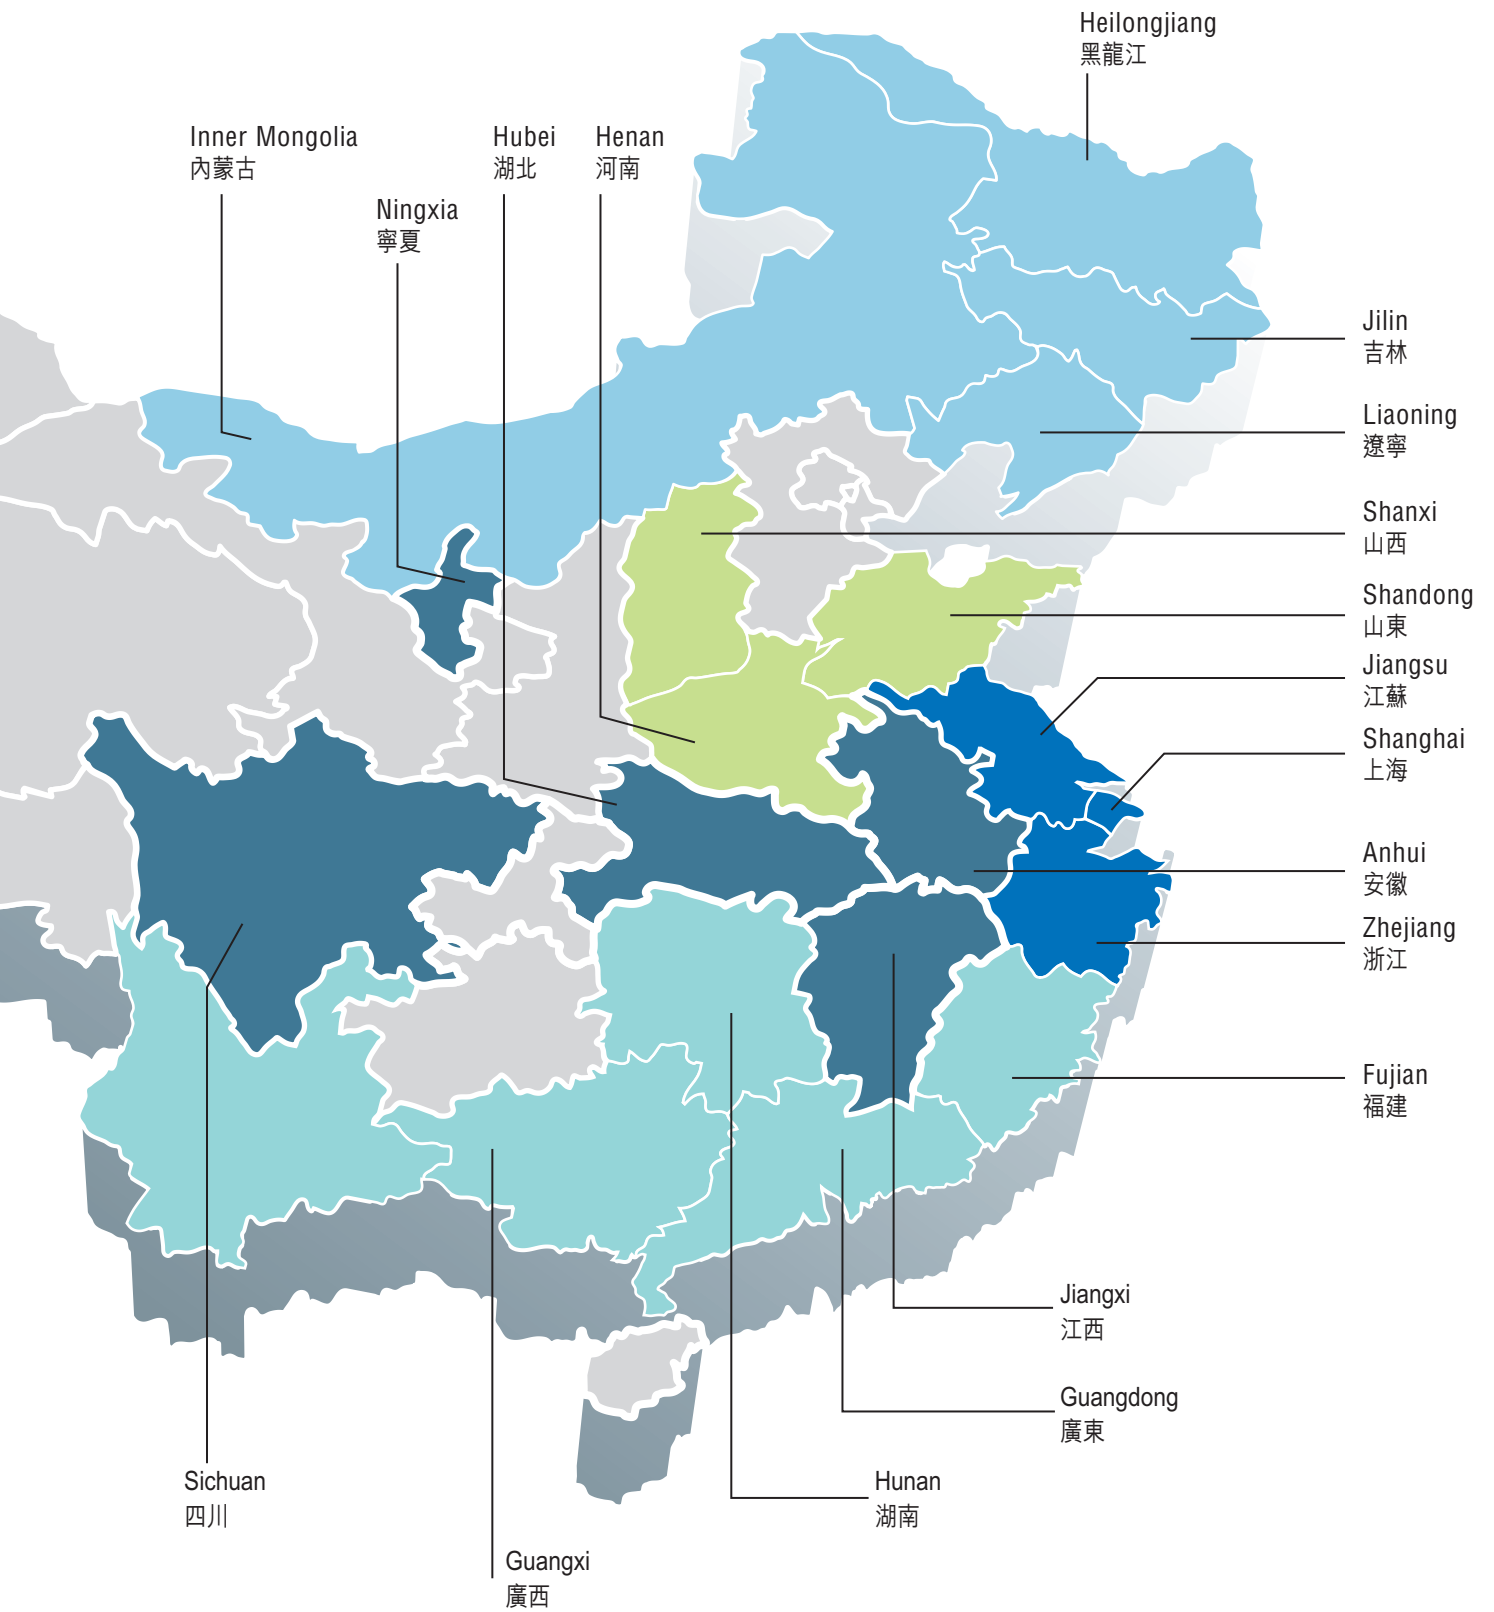 Heilongjiang
黑龍江
Inner Mongolia
內蒙古
Hubei
湖北
Henan
河南
Ningxia
寧夏
Jilin
吉林
Liaoning
遼寧
Shanxi
山西
Shandong
山東
Jiangsu
江蘇
Shanghai
上海
Anhui
安徽
Zhejiang
浙江
Fujian
福建
Jiangxi
江西
Guangdong
廣東
Sichuan
四川
Hunan
湖南
Guangxi
廣西